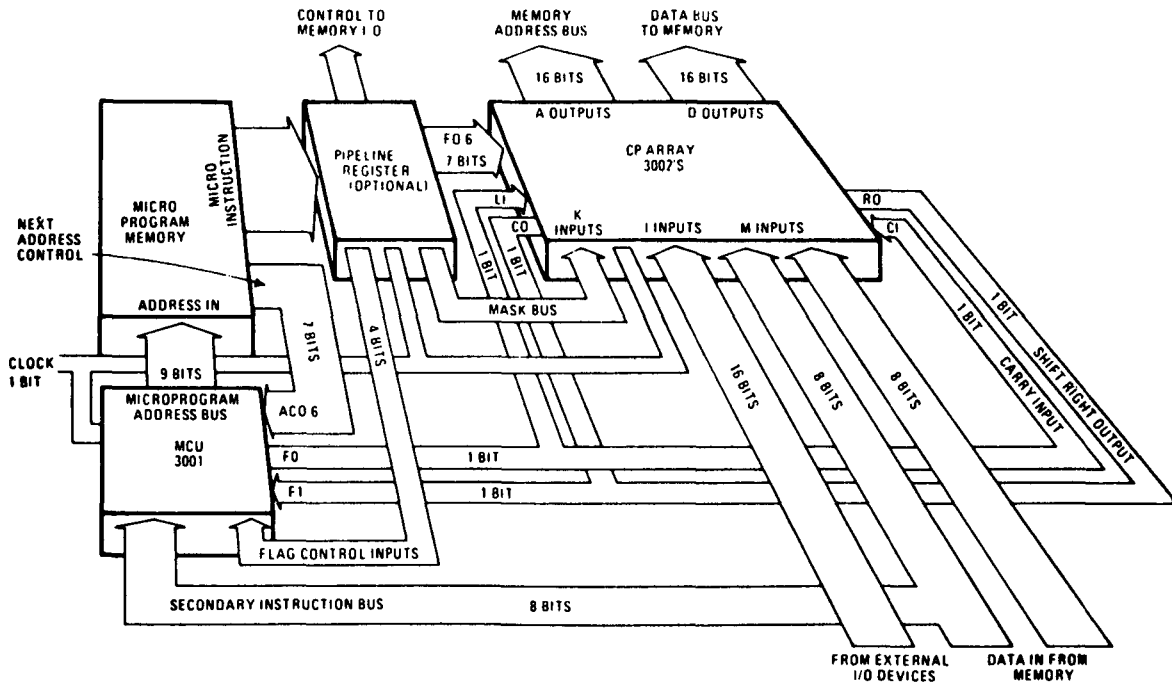 CONTROL TO
MEMORY I O
MEMORY
ADDRESS BUS
DATA BUS
TO MEMORY
16 BITS
16 BITS
A OUTPUTS
D OUTPUTS
CP ARRAY
3002'S
MICRO INSTRUCTION
PIPELINE
REGISTER
(OPTIONAL)
FO 6
7 BITS
LI
CO
K
INPUTS
I INPUTS
M INPUTS
RO
CI
MICRO
PROGRAM
MEMORY
NEXT
ADDRESS
CONTROL
ADDRESS IN
1 BIT
1 BIT
MASK BUS
7 BITS
4 BITS
16 BITS
8 BITS
8 BITS
1 BIT
CARRY INPUT
1 BIT
SHIFT RIGHT OUTPUT
CLOCK
1 BIT
9 BITS
MICROPROGRAM
ADDRESS BUS
MCU
3001
AC0 6
F0
1 BIT
F1
1 BIT
FLAG CONTROL INPUTS
SECONDARY INSTRUCTION BUS
8 BITS
FROM EXTERNAL
I/O DEVICES
DATA IN FROM
MEMORY